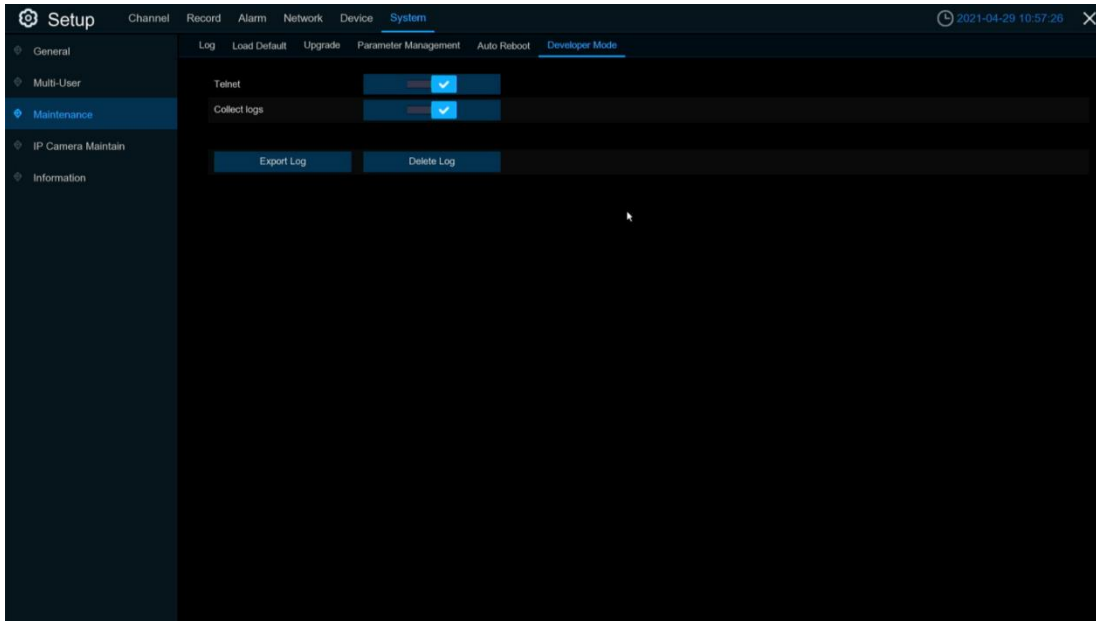 Setup Channel Record Alarm Network Device System 2021-04-29 10:57:26
General
Multi-User
Maintenance
IP Camera Maintain
Information
Log Load Default Upgrade Parameter Management Auto Reboot Developer Mode
Telnet
Collect logs
Export Log Delete Log